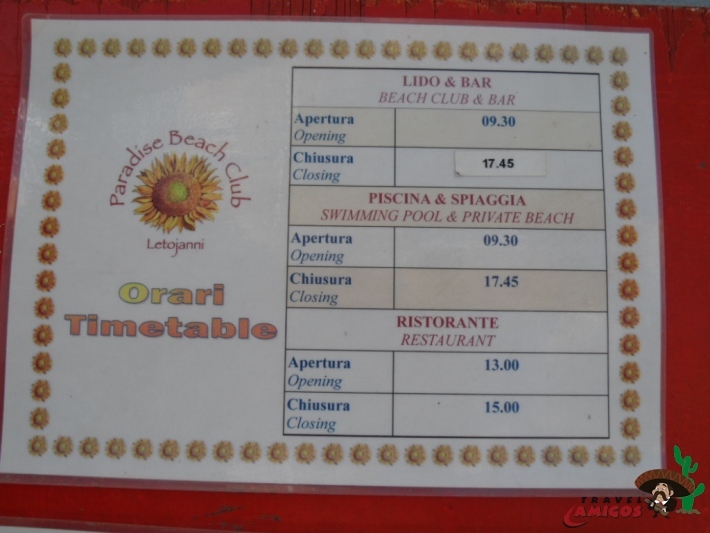 Paradise Beach Club
Letojanni
Orari
Timetable
LIDO & BAR
BEACH CLUB & BAR
Apertura
Opening
09.30
Chiusura
Closing
17.45
PISCINA & SPIAGGIA
SWIMMING POOL & PRIVATE BEACH
Apertura
Opening
09.30
Chiusura
Closing
17.45
RISTORANTE
RESTAURANT
Apertura
Opening
13.00
Chiusura
Closing
15.00
TRAVEL
AMIGOS